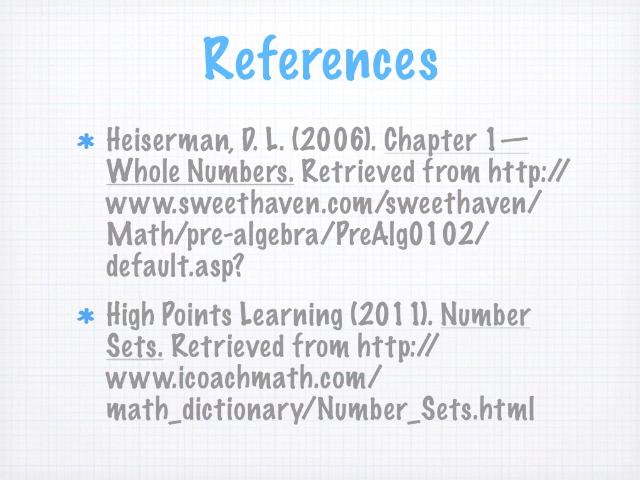 References
* Heiserman, D. L. (2006). Chapter 1—
Whole Numbers. Retrieved from http://
www.sweethaven.com/sweethaven/
Math/pre-algebra/PreAlg0102/
default.asp?
* High Points Learning (2011). Number
Sets. Retrieved from http://
www.icoachmath.com/
math_dictionary/Number_Sets.html